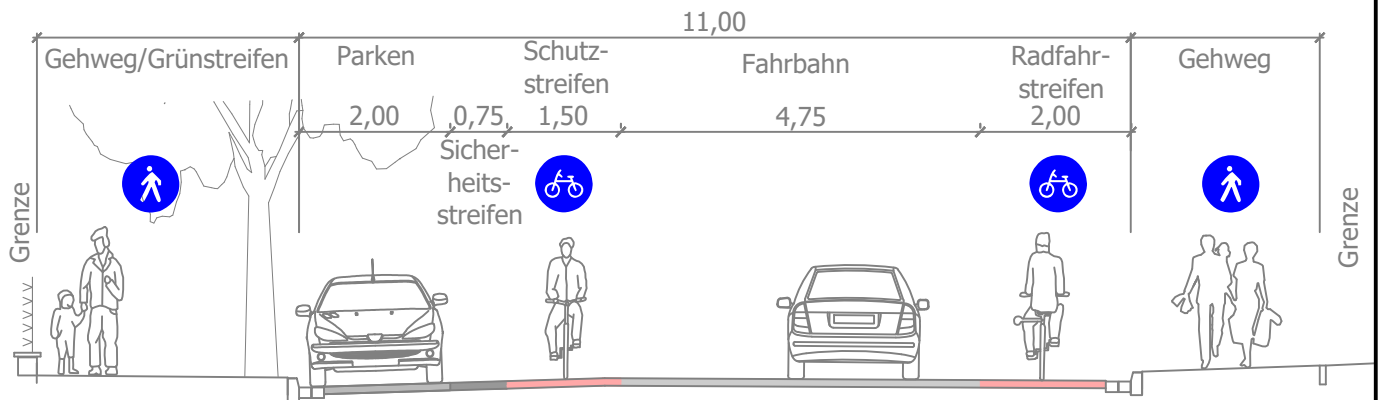 11,00
Gehweg/Grünstreifen
Parken
Schutz-
streifen
Fahrbahn
Radfahr-
streifen
Gehweg
2,00
0,75
1,50
4,75
2,00
Sicher-
heits-
streifen
Grenze
Grenze